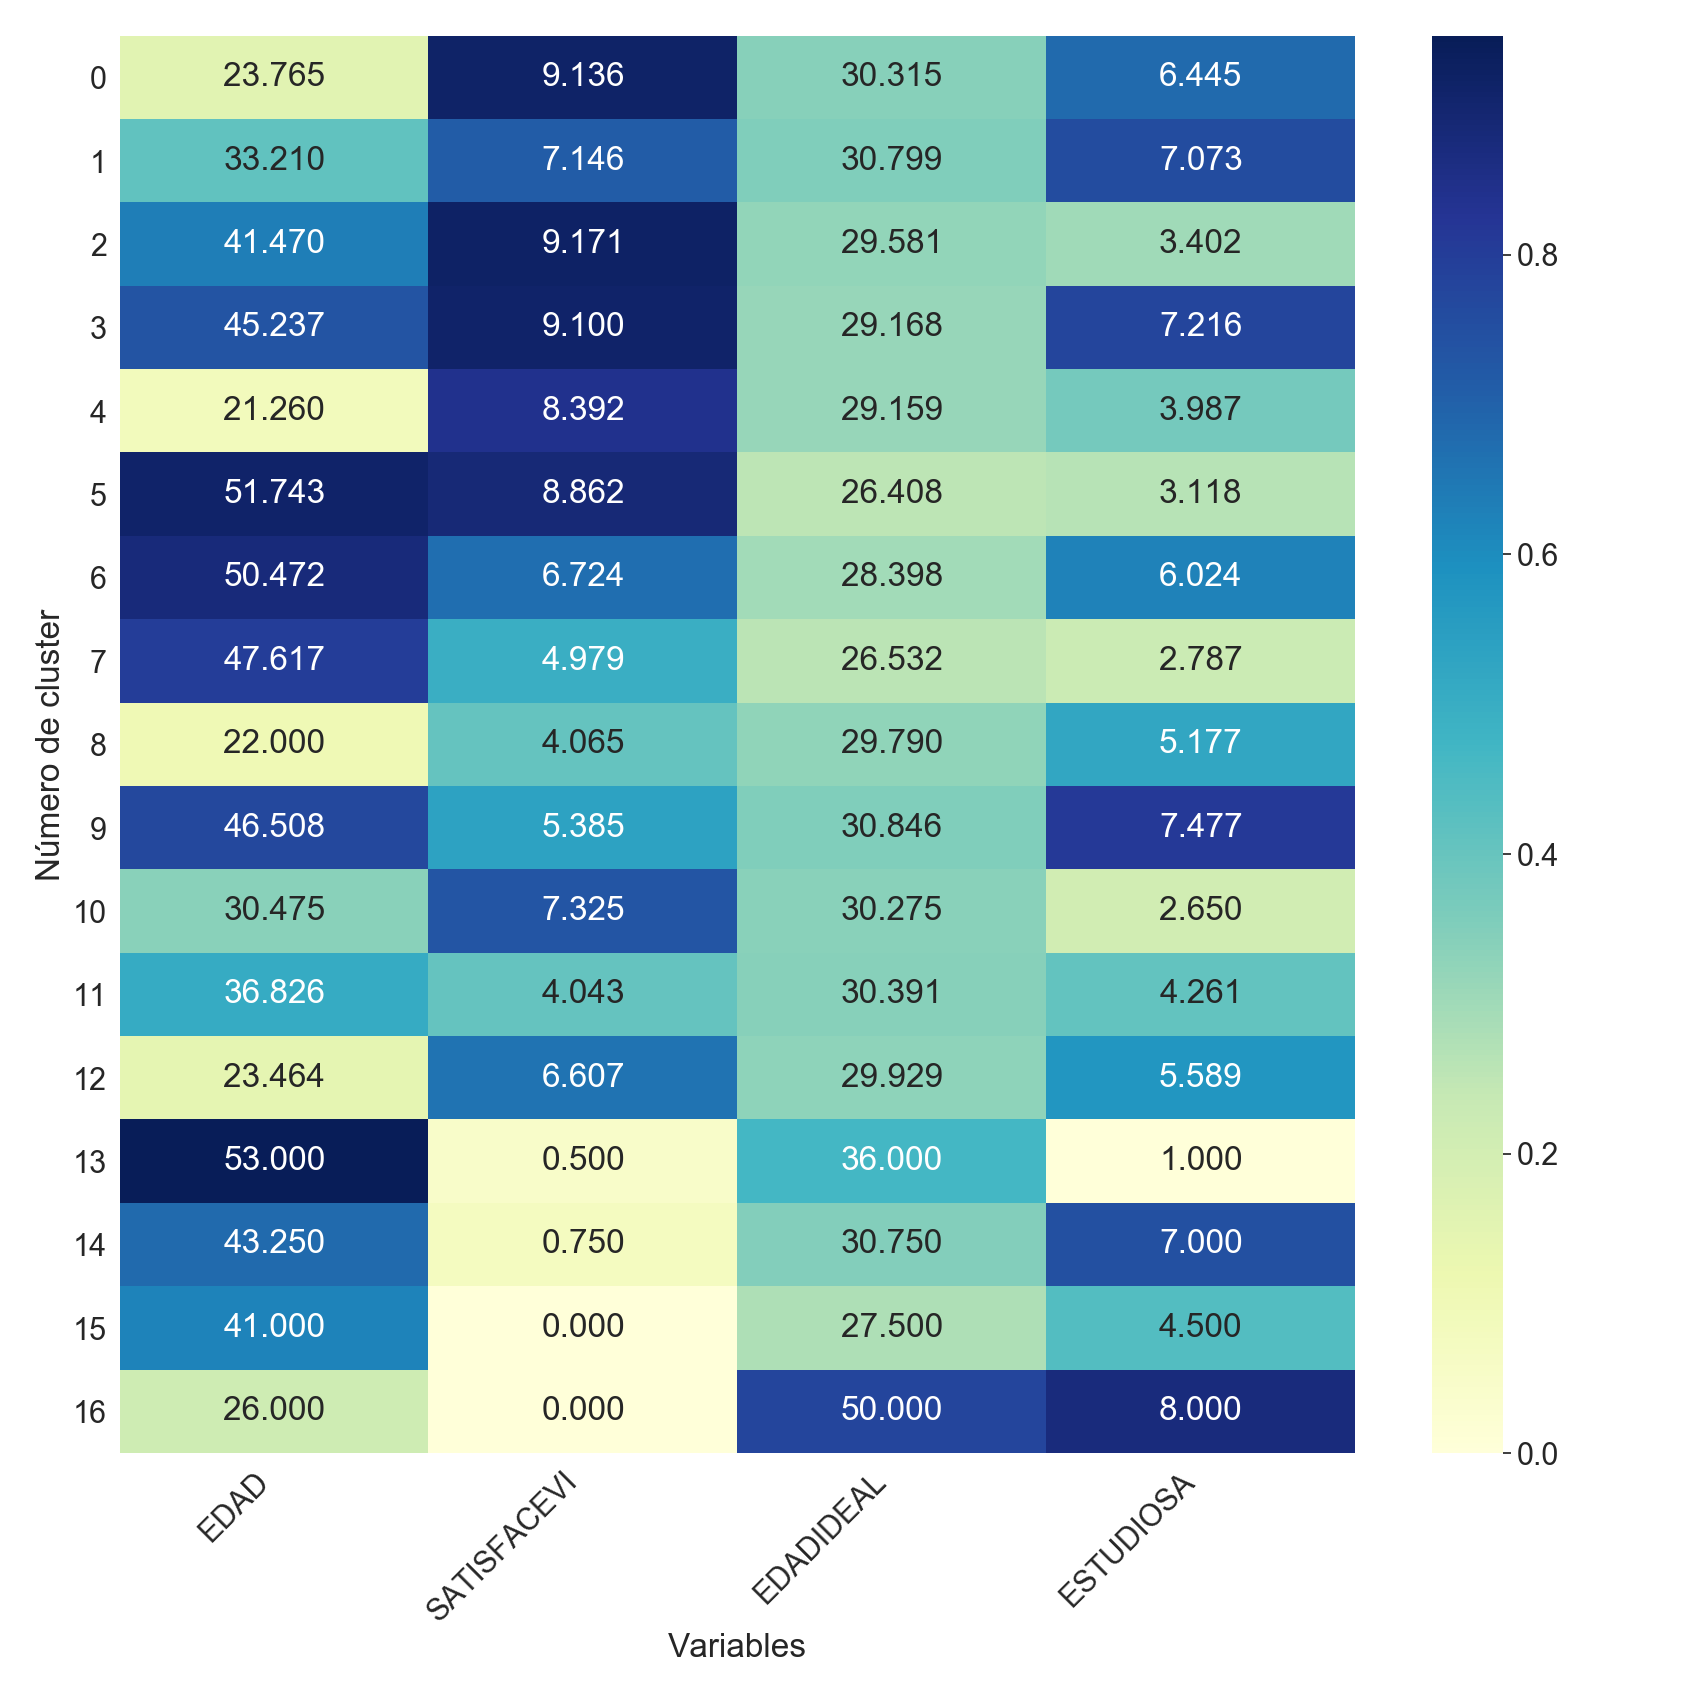 0 23.765 9.136 30.315 6.445
1 33.210 7.146 30.799 7.073
2 41.470 9.171 29.581 3.402
3 45.237 9.100 29.168 7.216
4 21.260 8.392 29.159 3.987
5 51.743 8.862 26.408 3.118
6 50.472 6.724 28.398 6.024
7 47.617 4.979 26.532 2.787
8 22.000 4.065 29.790 5.177
9 46.508 5.385 30.846 7.477
10 30.475 7.325 30.275 2.650
11 36.826 4.043 30.391 4.261
12 23.464 6.607 29.929 5.589
13 53.000 0.500 36.000 1.000
14 43.250 0.750 30.750 7.000
15 41.000 0.000 27.500 4.500
16 26.000 0.000 50.000 8.000
Número de cluster
EDAD
SATISFACEVI
EDADIDEAL
ESTUDIOSA
Variables
0.8
0.6
0.4
0.2
0.0